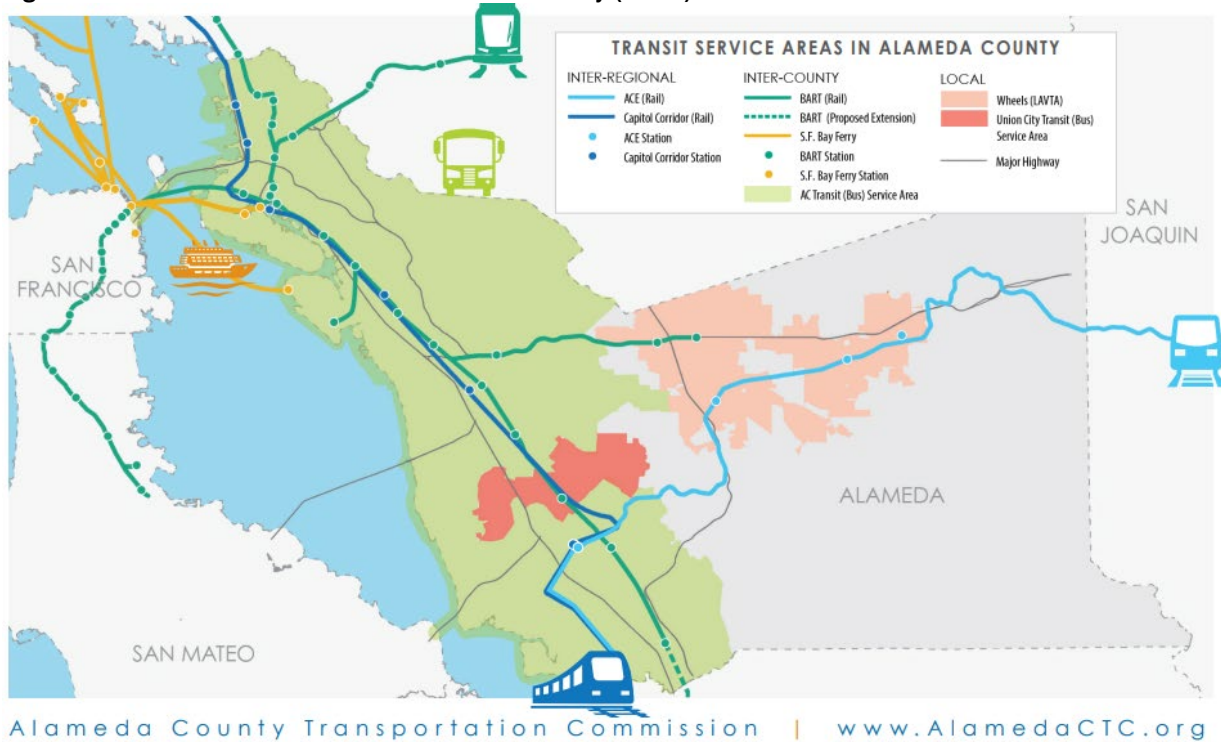 TRANSIT SERVICE AREAS IN ALAMEDA COUNTY
INTER-REGIONAL
ACE (Rail)
Capitol Corridor (Rail)
ACE Station
Capitol Corridor Station
INTER-COUNTY
BART (Rail)
BART (Proposed Extension)
S.F. Bay Ferry
BART Station
S.F. Bay Ferry Station
AC Transit (Bus) Service Area
LOCAL
Wheels (LAVTA)
Union City Transit (Bus)
Service Area
Major Highway
SAN
JOAQUIN
SAN
FRANCISCO
ALAMEDA
SAN MATEO
Alameda County Transportation Commission | www.AlamedaCTC.org